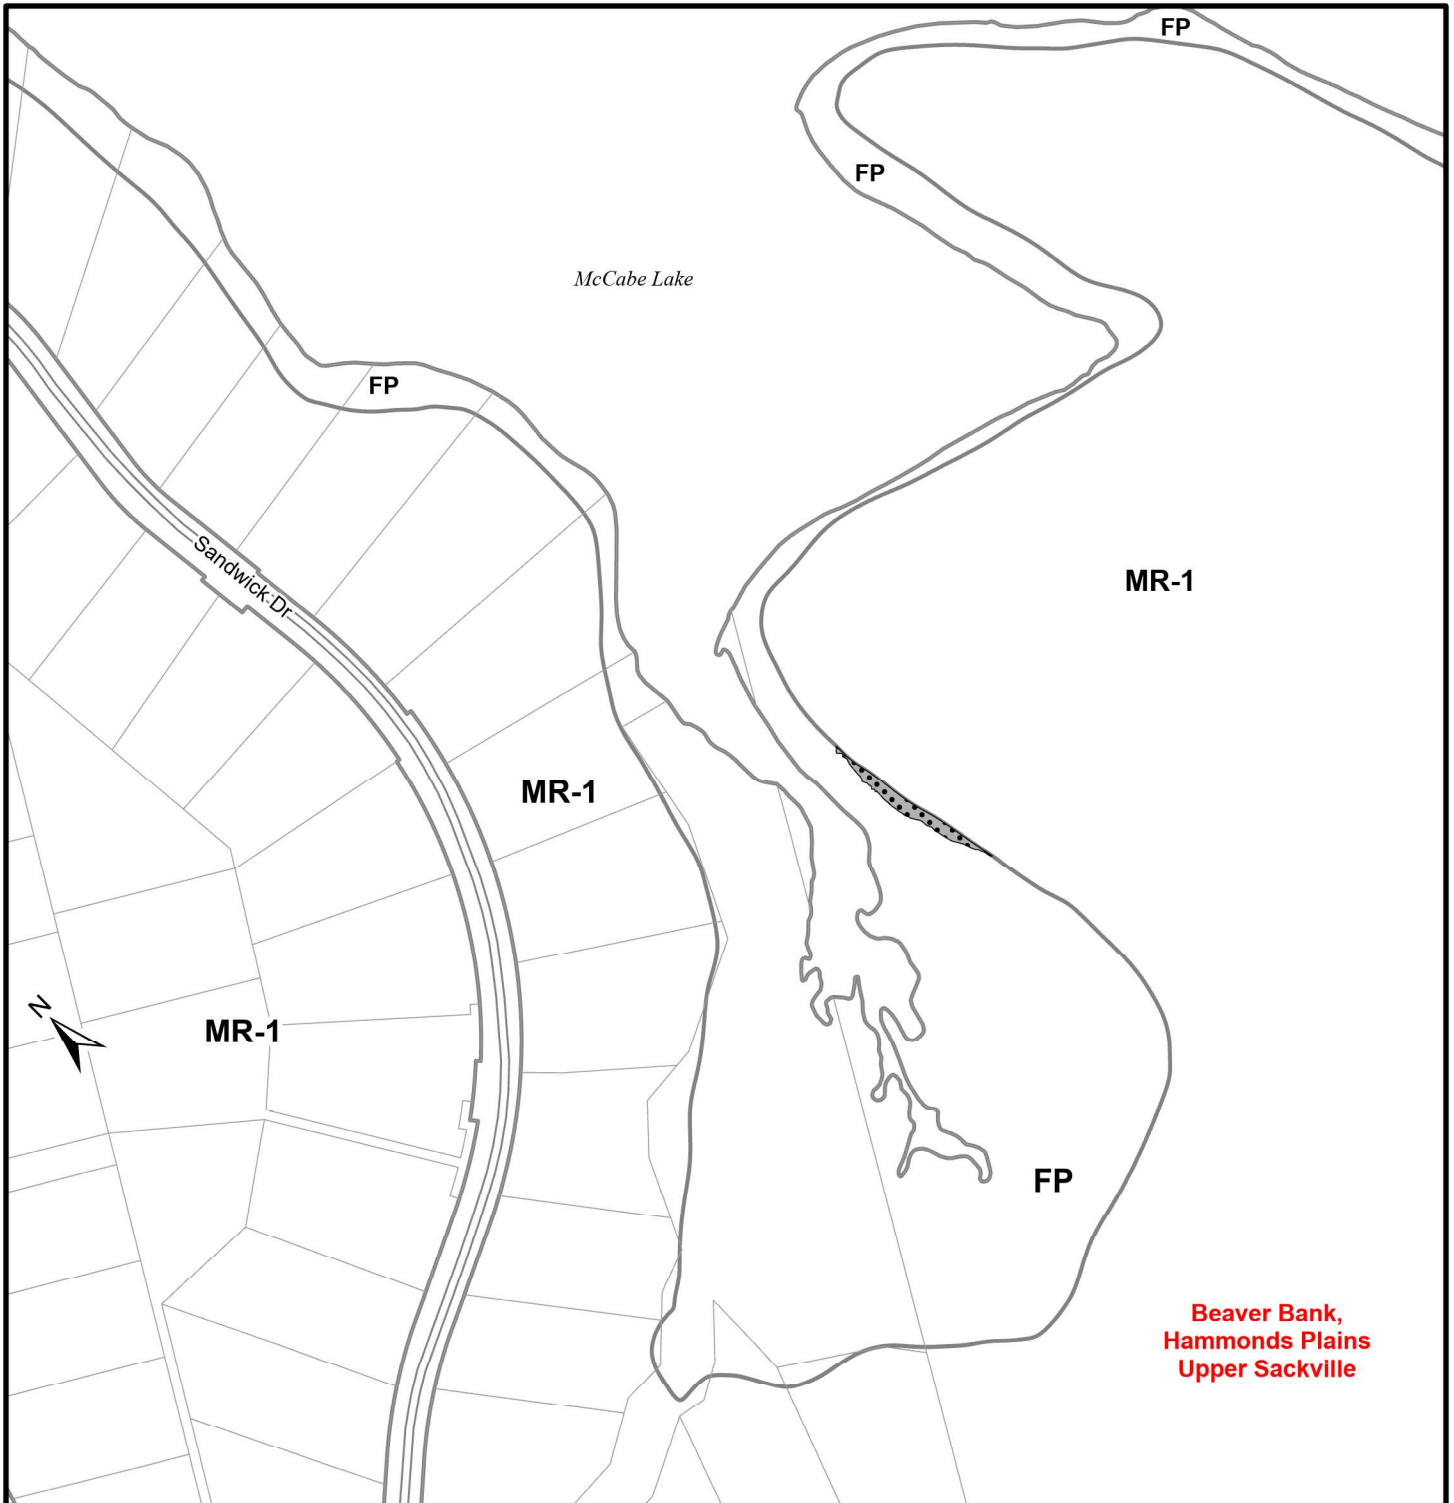 FP
FP
McCabe Lake
FP
Sandwick Dr
MR-1
MR-1
N
MR-1
FP
Beaver Bank,
Hammonds Plains
Upper Sackville